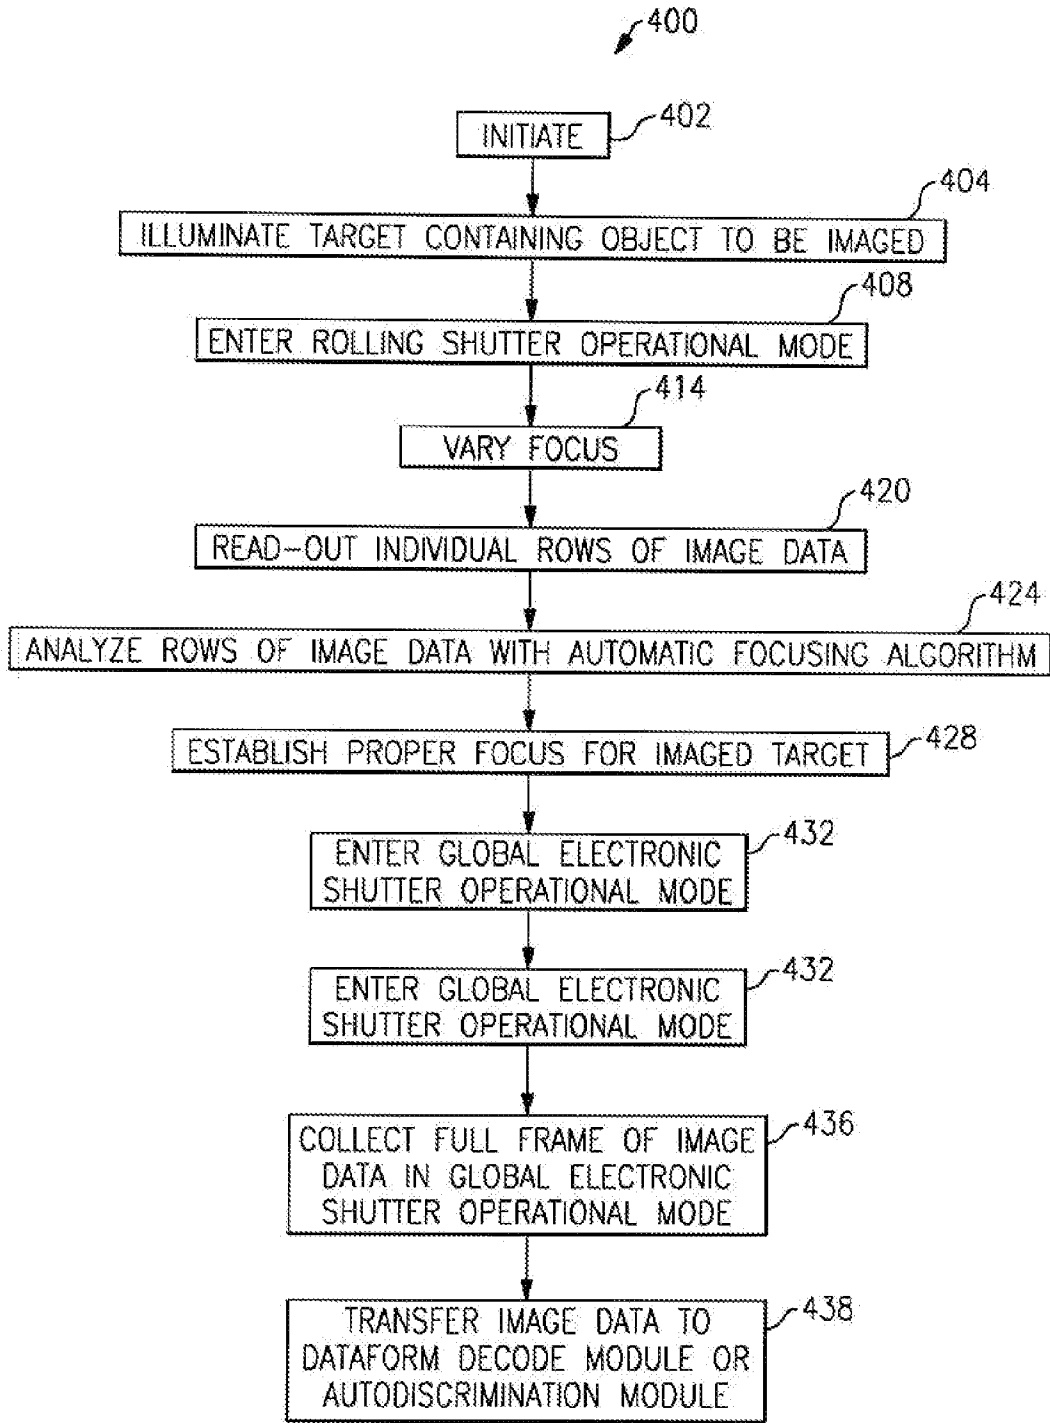 400
INITIATE
402
404
ILLUMINATE TARGET CONTAINING OBJECT TO BE IMAGED
408
ENTER ROLLING SHUTTER OPERATIONAL MODE
414
VARY FOCUS
420
READ-OUT INDIVIDUAL ROWS OF IMAGE DATA
424
ANALYZE ROWS OF IMAGE DATA WITH AUTOMATIC FOCUSING ALGORITHM
ESTABLISH PROPER FOCUS FOR IMAGED TARGET
428
432
ENTER GLOBAL ELECTRONIC
SHUTTER OPERATIONAL MODE
432
ENTER GLOBAL ELECTRONIC
SHUTTER OPERATIONAL MODE
436
COLLECT FULL FRAME OF IMAGE
DATA IN GLOBAL ELECTRONIC
SHUTTER OPERATIONAL MODE
438
TRANSFER IMAGE DATA TO
DATAFORM DECODE MODULE OR
AUTODISCRIMINATION MODULE